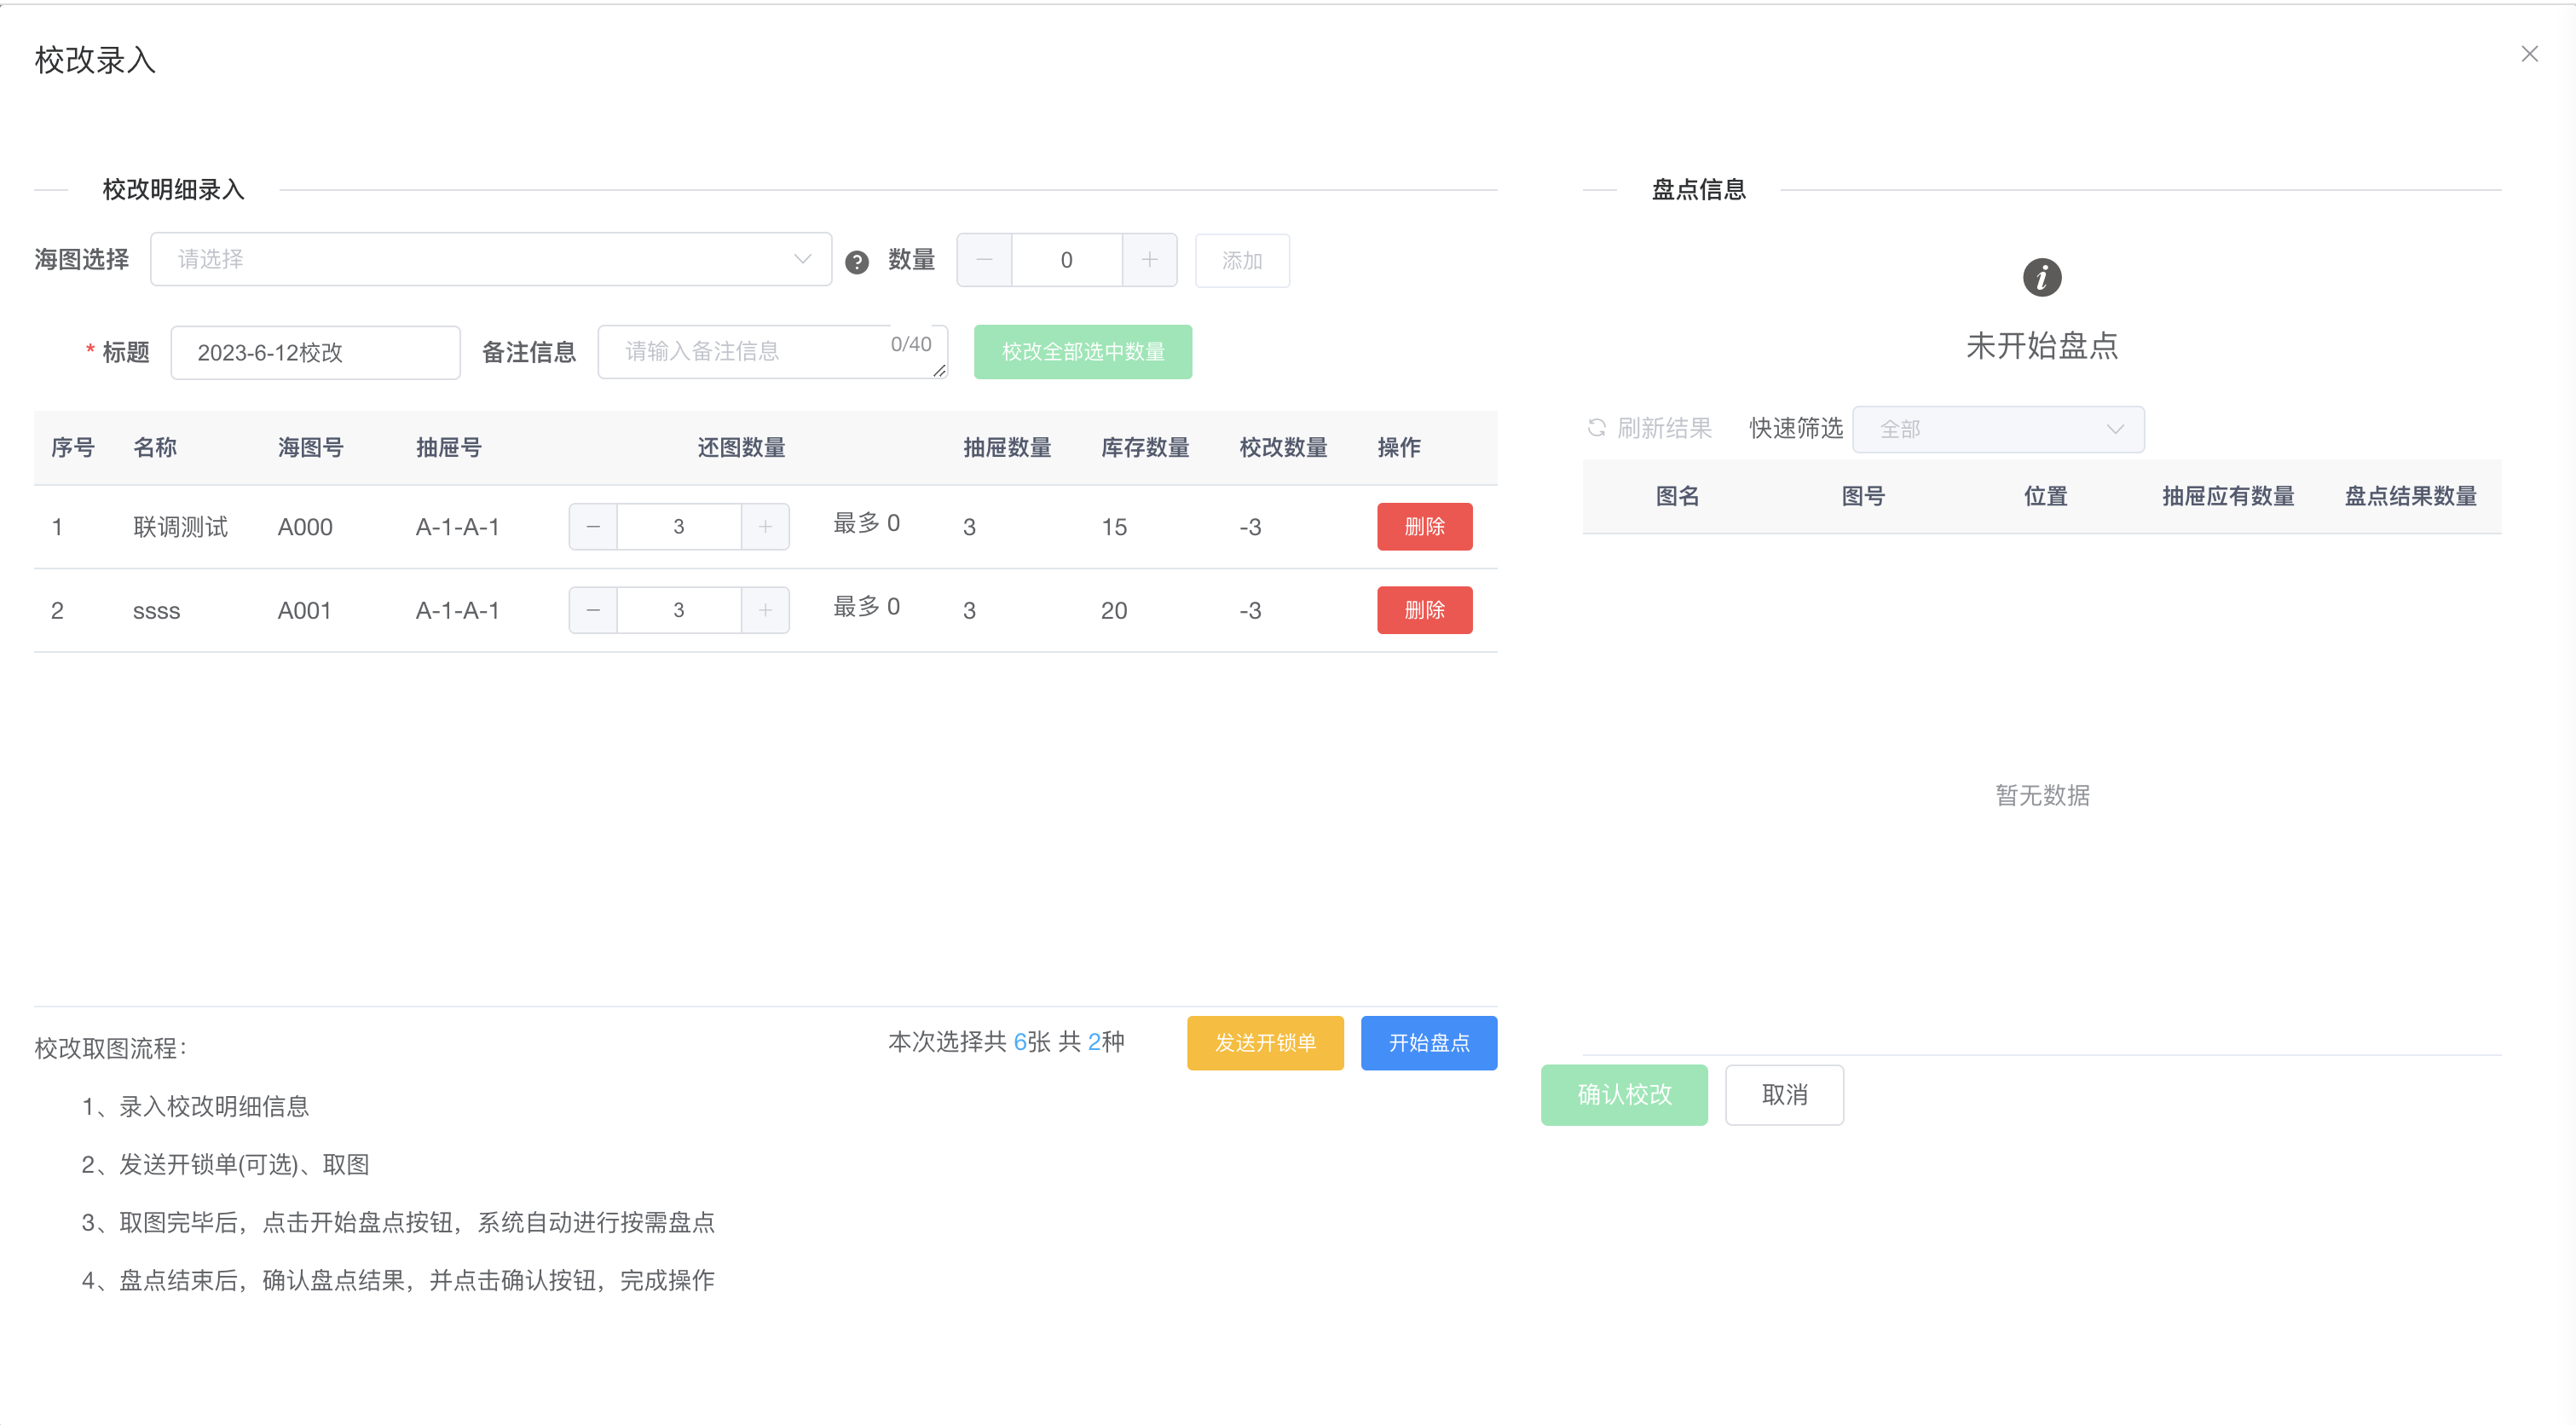 校改录入
校改明细录入
海图选择 请选择 ? 数量 0 添加
* 标题 2023-6-12校改 备注信息 请输入备注信息 0/40 校改全部选中数量
序号 名称 海图号 抽屉号 还图数量 抽屉数量 库存数量 校改数量 操作
1 联调测试 A000 A-1-A-1 3 最多 0 3 15 -3 删除
2 ssss A001 A-1-A-1 3 最多 0 3 20 -3 删除
本次选择共 6张 共 2种 发送开锁单 开始盘点
校改取图流程：
1、录入校改明细信息
2、发送开锁单(可选)、取图
3、取图完毕后，点击开始盘点按钮，系统自动进行按需盘点
4、盘点结束后，确认盘点结果，并点击确认按钮，完成操作
盘点信息
i
未开始盘点
刷新结果 快速筛选 全部
图名 图号 位置 抽屉应有数量 盘点结果数量
暂无数据
确认校改 取消